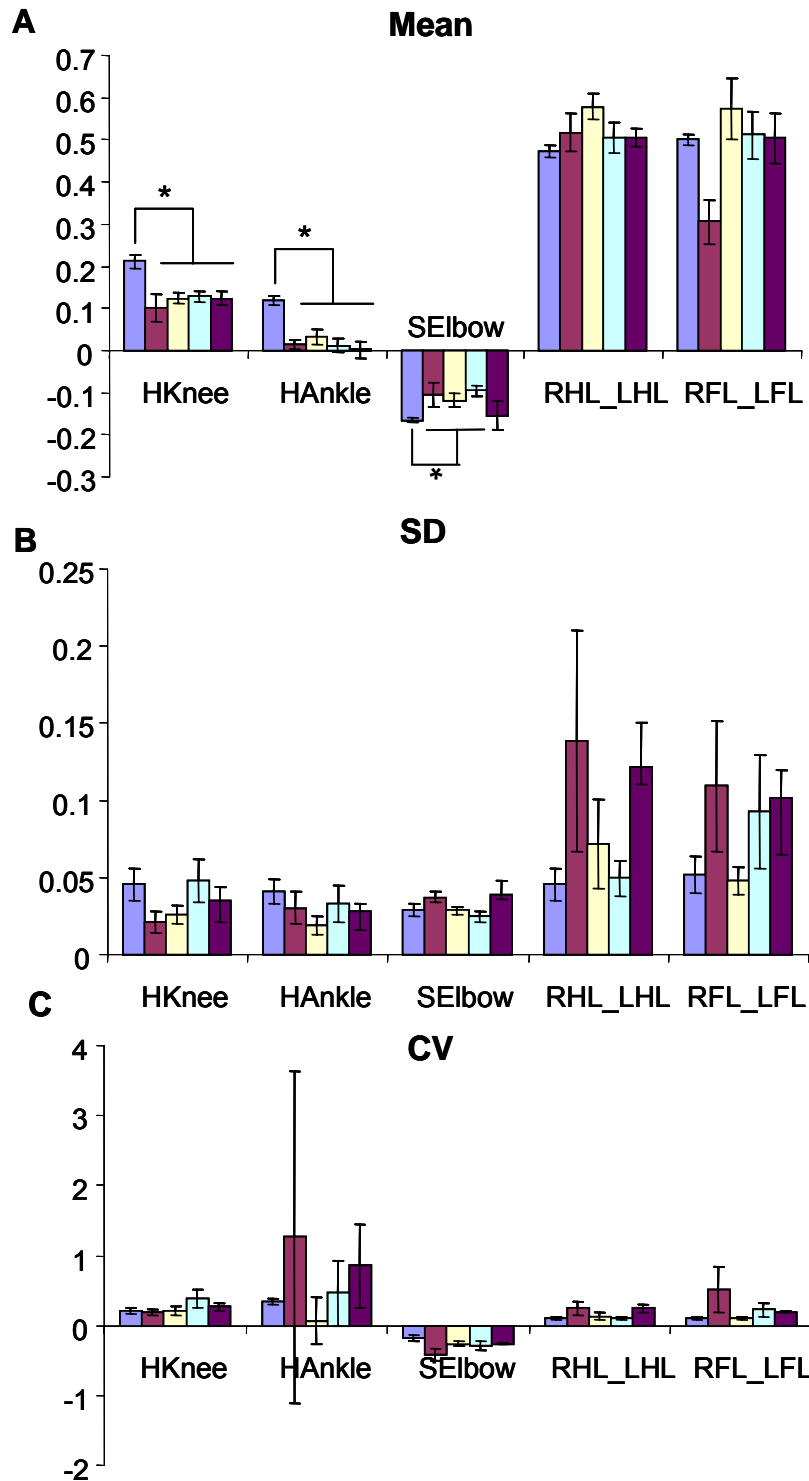 A
Mean
0.7
0.6
0.5
0.4
0.3
0.2
0.1
0
-0.1
-0.2
-0.3
*
*
SElbow
HKnee
HAnkle
RHL_LHL
RFL_LFL
*
B
SD
0.25
0.2
0.15
0.1
0.05
0
HKnee
HAnkle
SElbow
RHL_LHL
RFL_LFL
C
CV
4
3
2
1
0
-1
-2
HKnee
HAnkle
SElbow
RHL_LHL
RFL_LFL